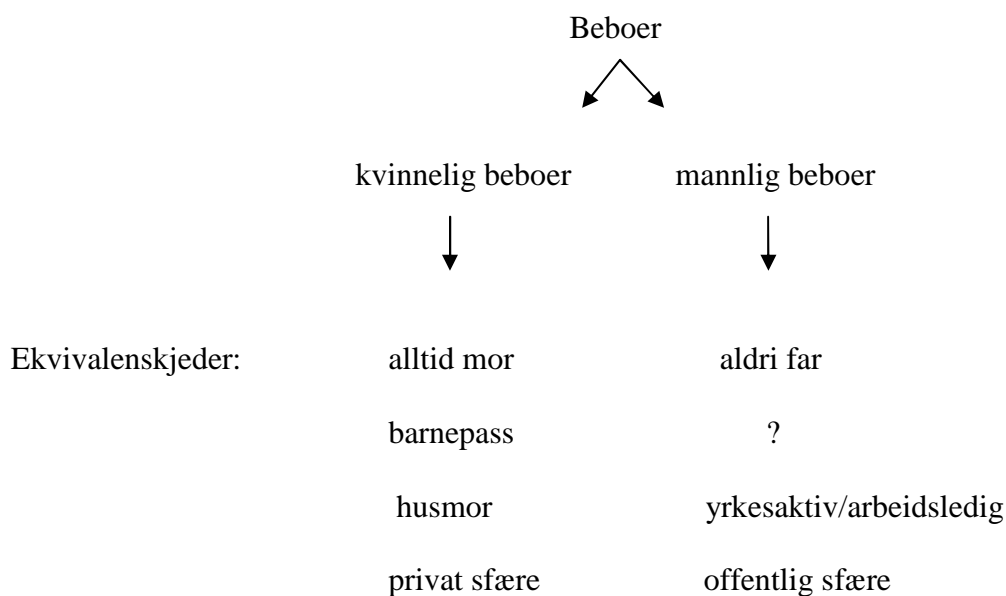 Beboer
kvinnelig beboer mannlig beboer
Ekvivalenskjeder: alltid mor aldri far
barnepass ?
husmor yrkesaktiv/arbeidsledig
privat sfære offentlig sfære